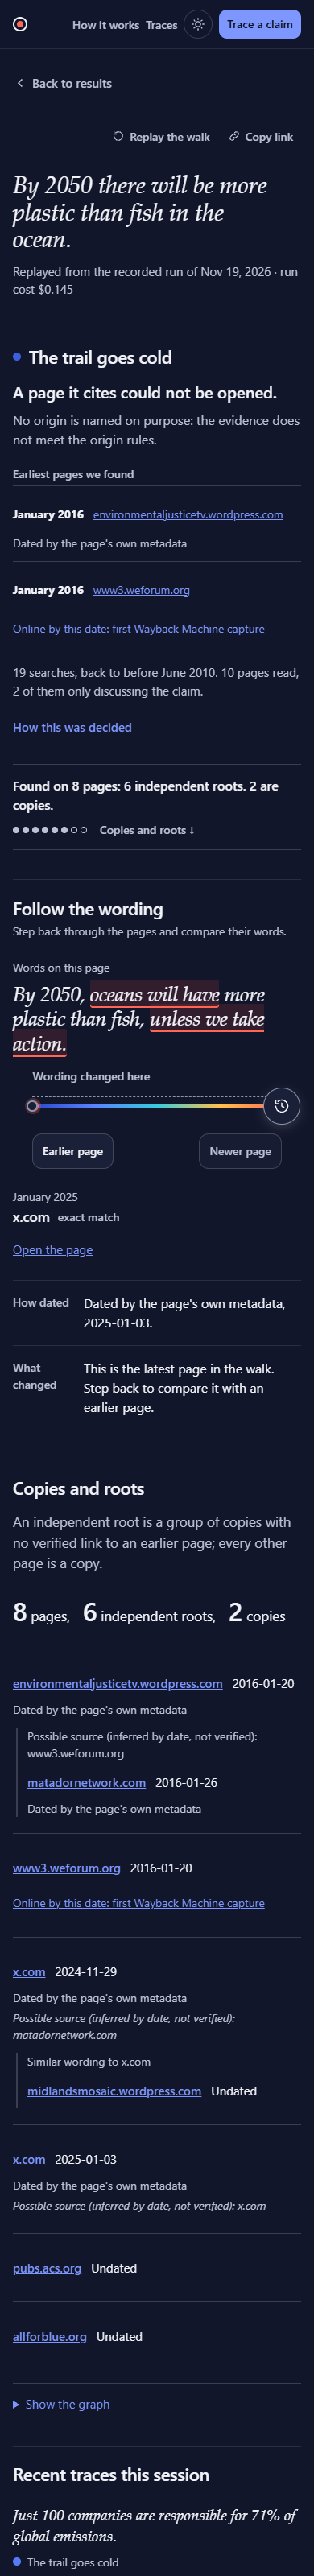 How it works Traces Trace a claim
Back to results
Replay the walk Copy link
By 2050 there will be more
plastic than fish in the
ocean.
Replayed from the recorded run of Nov 19, 2026 · run
cost $0.145
The trail goes cold
A page it cites could not be opened.
No origin is named on purpose: the evidence does
not meet the origin rules.
Earliest pages we found
January 2016 environmentaljusticetv.wordpress.com
Dated by the page's own metadata
January 2016 www3.weforum.org
Online by this date: first Wayback Machine capture
19 searches, back to before June 2010. 10 pages read,
2 of them only discussing the claim.
How this was decided
Found on 8 pages: 6 independent roots. 2 are
copies.
Copies and roots ↓
Follow the wording
Step back through the pages and compare their words.
Words on this page
By 2050, oceans will have more
plastic than fish, unless we take
action.
Wording changed here
Earlier page Newer page
January 2025
x.com exact match
Open the page
How dated Dated by the page's own metadata,
2025-01-03.
What This is the latest page in the walk.
changed Step back to compare it with an
earlier page.
Copies and roots
An independent root is a group of copies with
no verified link to an earlier page; every other
page is a copy.
8 pages, 6 independent roots, 2 copies
environmentaljusticetv.wordpress.com 2016-01-20
Dated by the page's own metadata
Possible source (inferred by date, not verified):
www3.weforum.org
matadornetwork.com 2016-01-26
Dated by the page's own metadata
www3.weforum.org 2016-01-20
Online by this date: first Wayback Machine capture
x.com 2024-11-29
Dated by the page's own metadata
Possible source (inferred by date, not verified):
matadornetwork.com
Similar wording to x.com
midlandsmosaic.wordpress.com Undated
x.com 2025-01-03
Dated by the page's own metadata
Possible source (inferred by date, not verified): x.com
pubs.acs.org Undated
allforblue.org Undated
Show the graph
Recent traces this session
Just 100 companies are responsible for 71% of
global emissions.
The trail goes cold